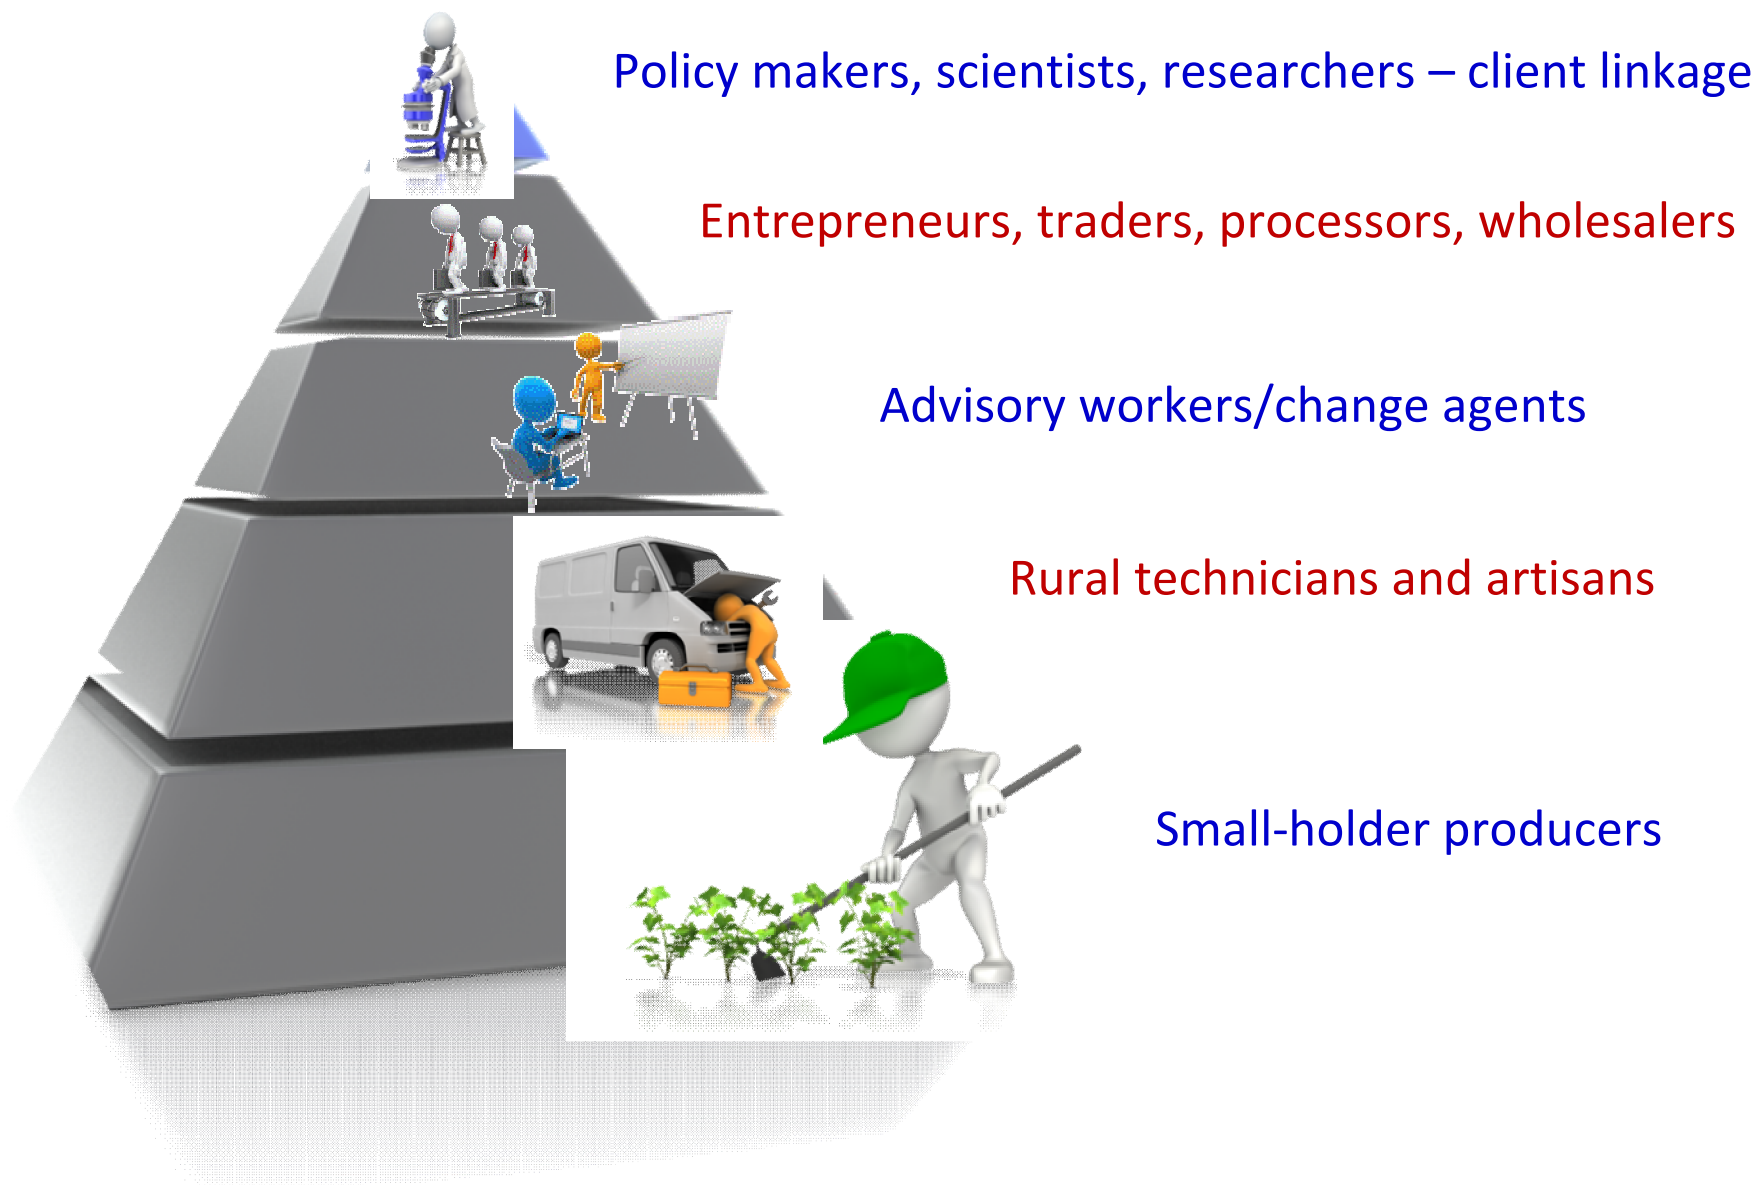 Policy makers, scientists, researchers – client linkage
Entrepreneurs, traders, processors, wholesalers
Advisory workers/change agents
Rural technicians and artisans
Small-holder producers